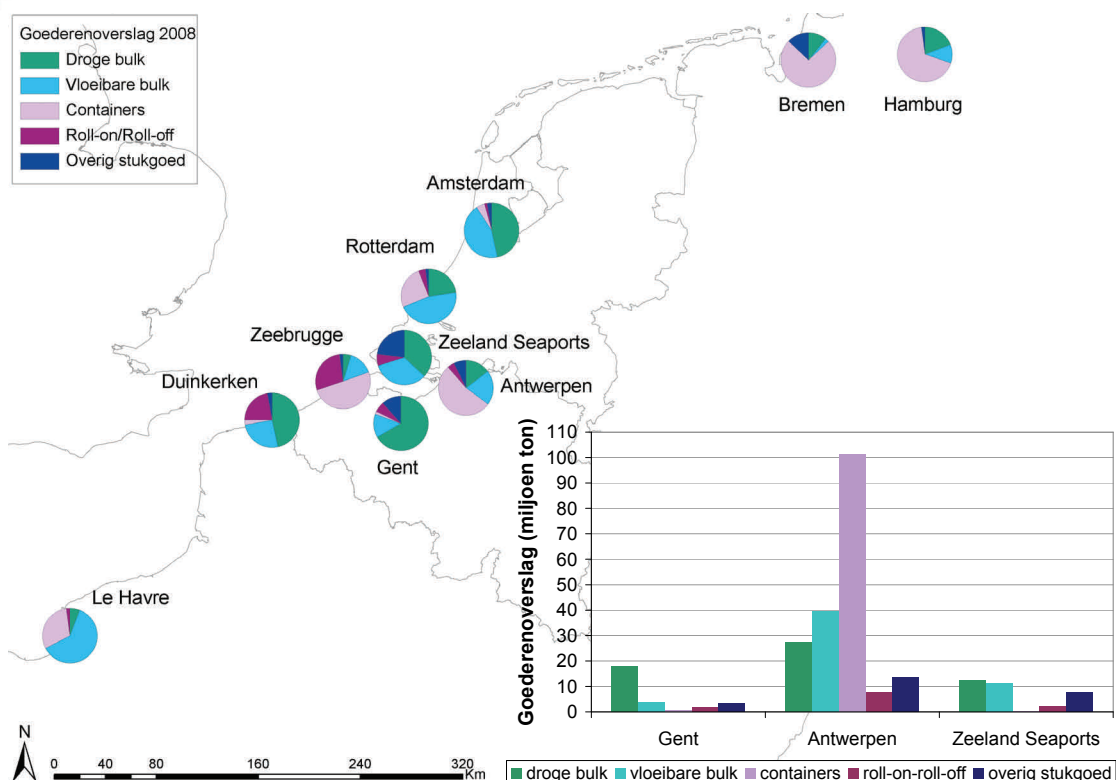 Goederenoverslag 2008
Droge bulk
Vloeibare bulk
Containers
Roll-on/Roll-off
Overig stukgoed
Bremen
Hamburg
Amsterdam
Rotterdam
Zeebrugge
Zeeland Seaports
Duinkerken
Antwerpen
Gent
Le Havre
Goederenoverslag (miljoen ton)
110
100
90
80
70
60
50
40
30
20
10
0
Gent Antwerpen Zeeland Seaports
droge bulk vloeibare bulk containers roll-on-roll-off overig stukgoed
N
0 40 80 160 240 320
Km